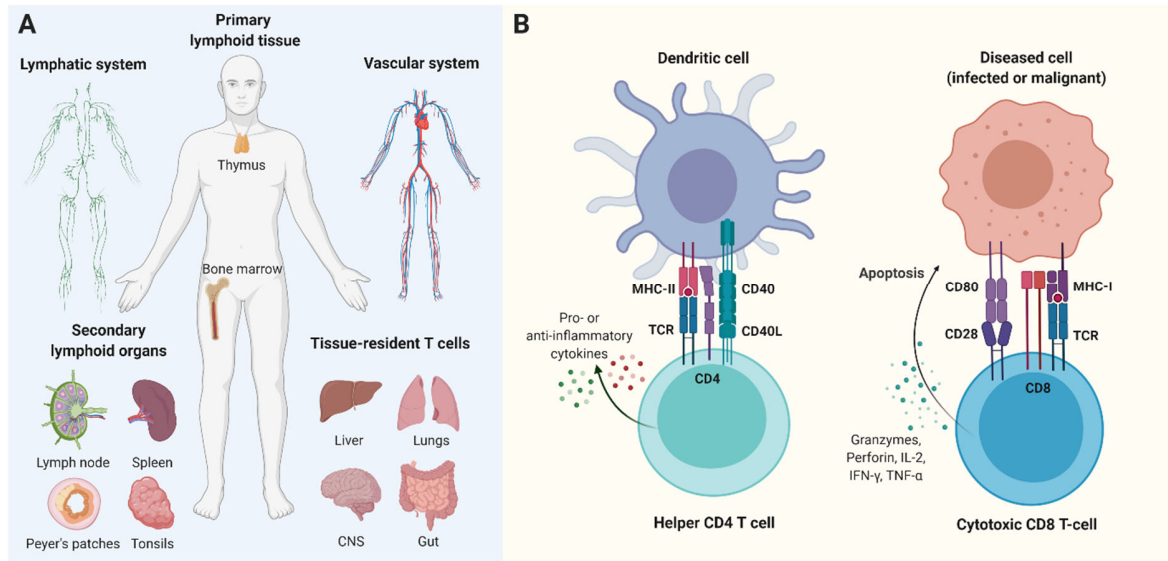 A
Primary
lymphoid tissue
Lymphatic system
Vascular system
Thymus
Bone marrow
Secondary
lymphoid organs
Tissue-resident T cells
Lymph node
Spleen
Liver
Lungs
Peyer's patches
Tonsils
CNS
Gut
B
Dendritic cell
MHC-II
CD40
TCR
CD40L
Pro- or
anti-inflammatory
cytokines
CD4
Helper CD4 T cell
Diseased cell
(infected or malignant)
Apoptosis
CD80
MHC-I
CD28
TCR
CD8
Granzymes,
Perforin, IL-2,
IFN-γ, TNF-α
Cytotoxic CD8 T-cell